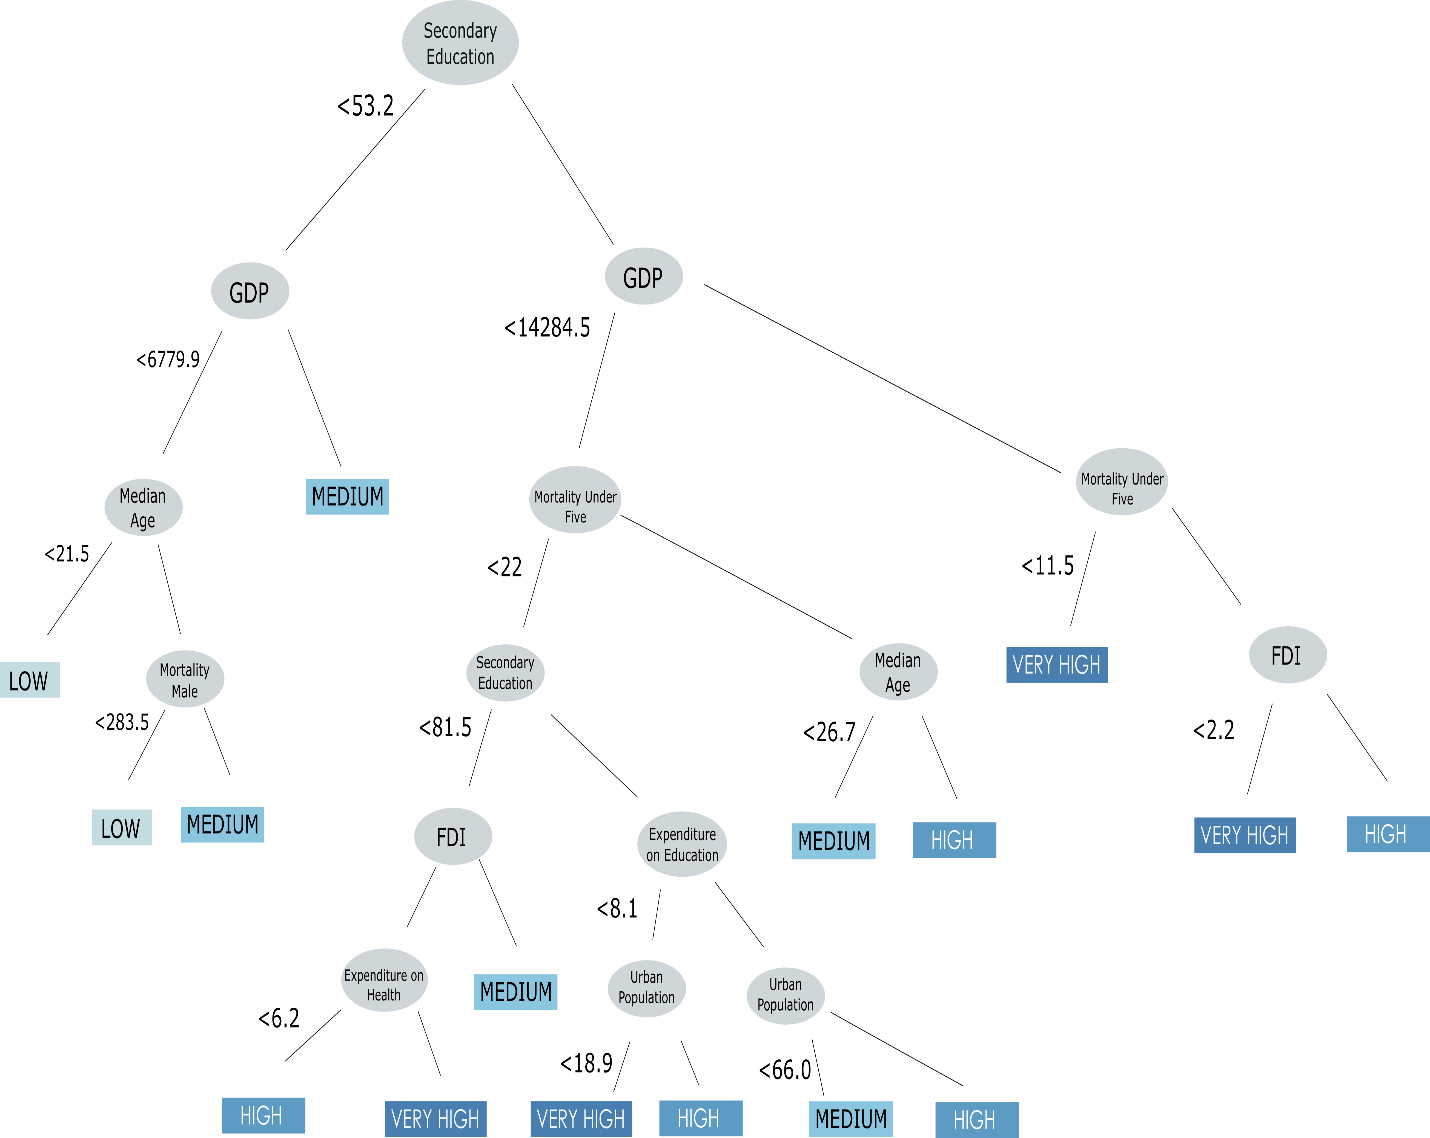 Secondary
Education
<53.2
GDP
GDP
<14284.5
<6779.9
Median
Age
MEDIUM
Mortality Under
Five
Mortality Under
Five
<21.5
<22
<11.5
LOW
Mortality
Male
Secondary
Education
Median
Age
VERY HIGH
FDI
<283.5
<81.5
<26.7
<2.2
LOW
MEDIUM
FDI
Expenditure
on Education
MEDIUM
HIGH
VERY HIGH
HIGH
<8.1
Expenditure on
Health
MEDIUM
Urban
Population
Urban
Population
<6.2
<18.9
<66.0
HIGH
VERY HIGH
VERY HIGH
HIGH
MEDIUM
HIGH